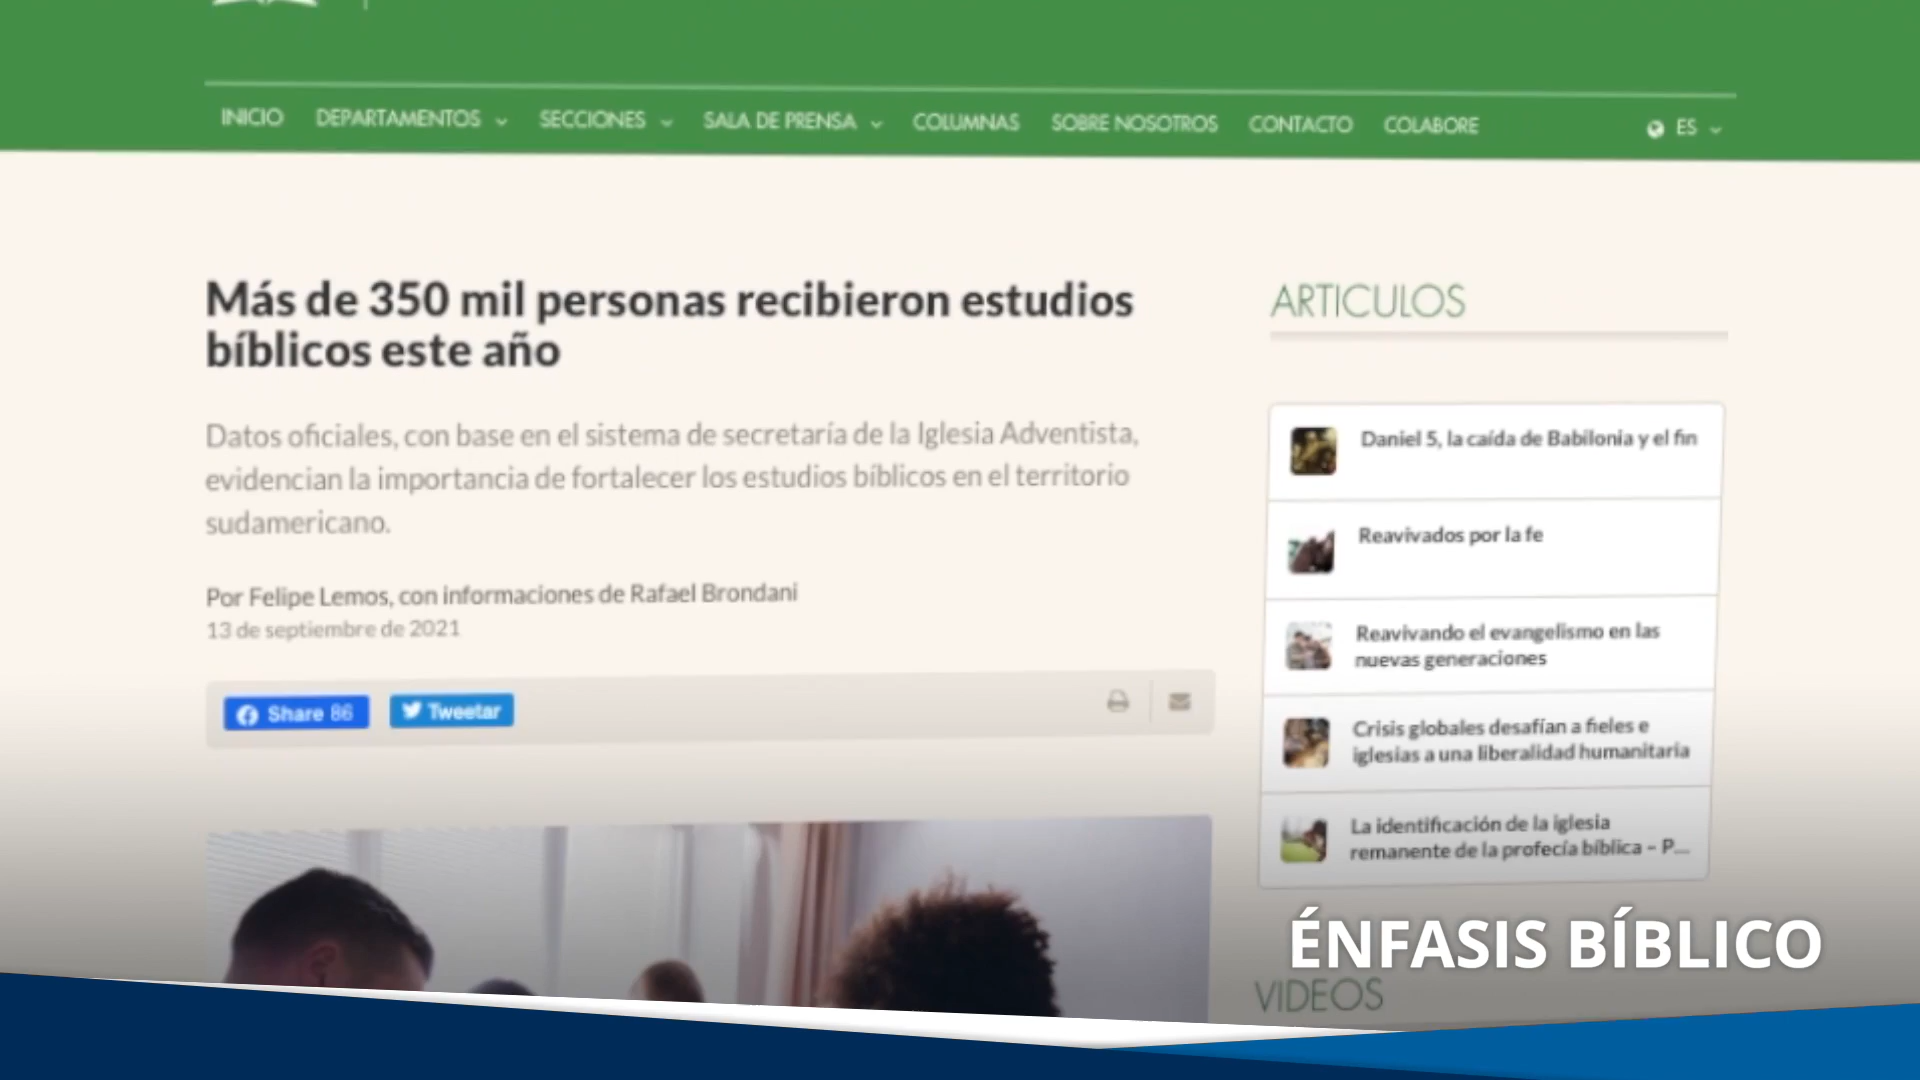 INICIO DEPARTAMENTOS SECCIONES SALA DE PRENSA COLUMNAS SOBRE NOSOTROS CONTACTO COLABORE ES
Más de 350 mil personas recibieron estudios
bíblicos este año
Datos oficiales, con base en el sistema de secretaría de la Iglesia Adventista,
evidencian la importancia de fortalecer los estudios bíblicos en el territorio
sudamericano.
Por Felipe Lemos, con informaciones de Rafael Brondani
13 de septiembre de 2021
Share 86 Tweetar
ARTICULOS
Daniel 5, la caída de Babilonia y el fin
Reavivados por la fe
Reavivando el evangelismo en las
nuevas generaciones
Crisis globales desafían a fieles e
iglesias a una liberalidad humanitaria
La identificación de la iglesia
remanente de la profecía bíblica – P...
ÉNFASIS BÍBLICO
VIDEOS